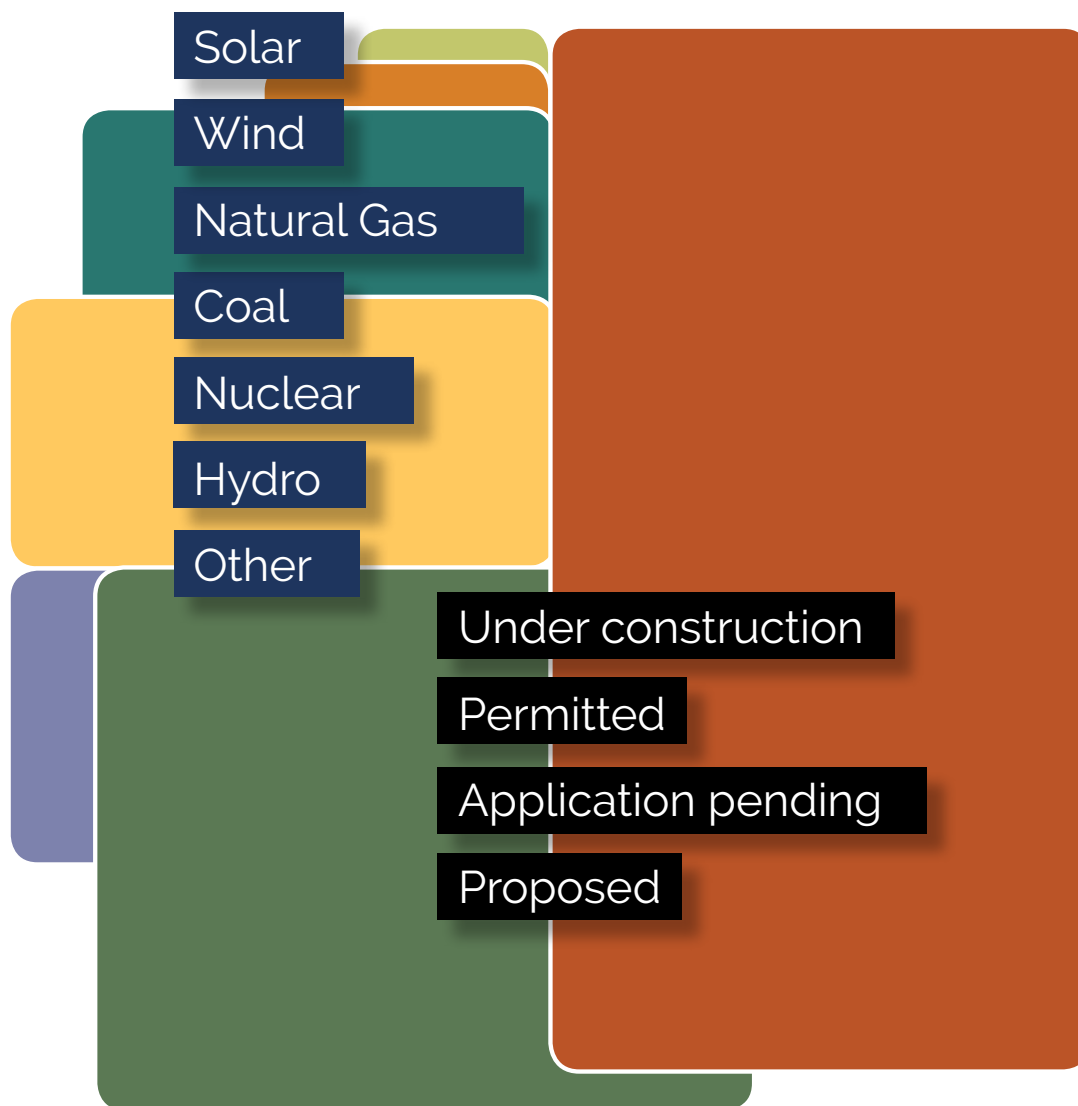 Solar
Wind
Natural Gas
Coal
Nuclear
Hydro
Other
Under construction
Permitted
Application pending
Proposed